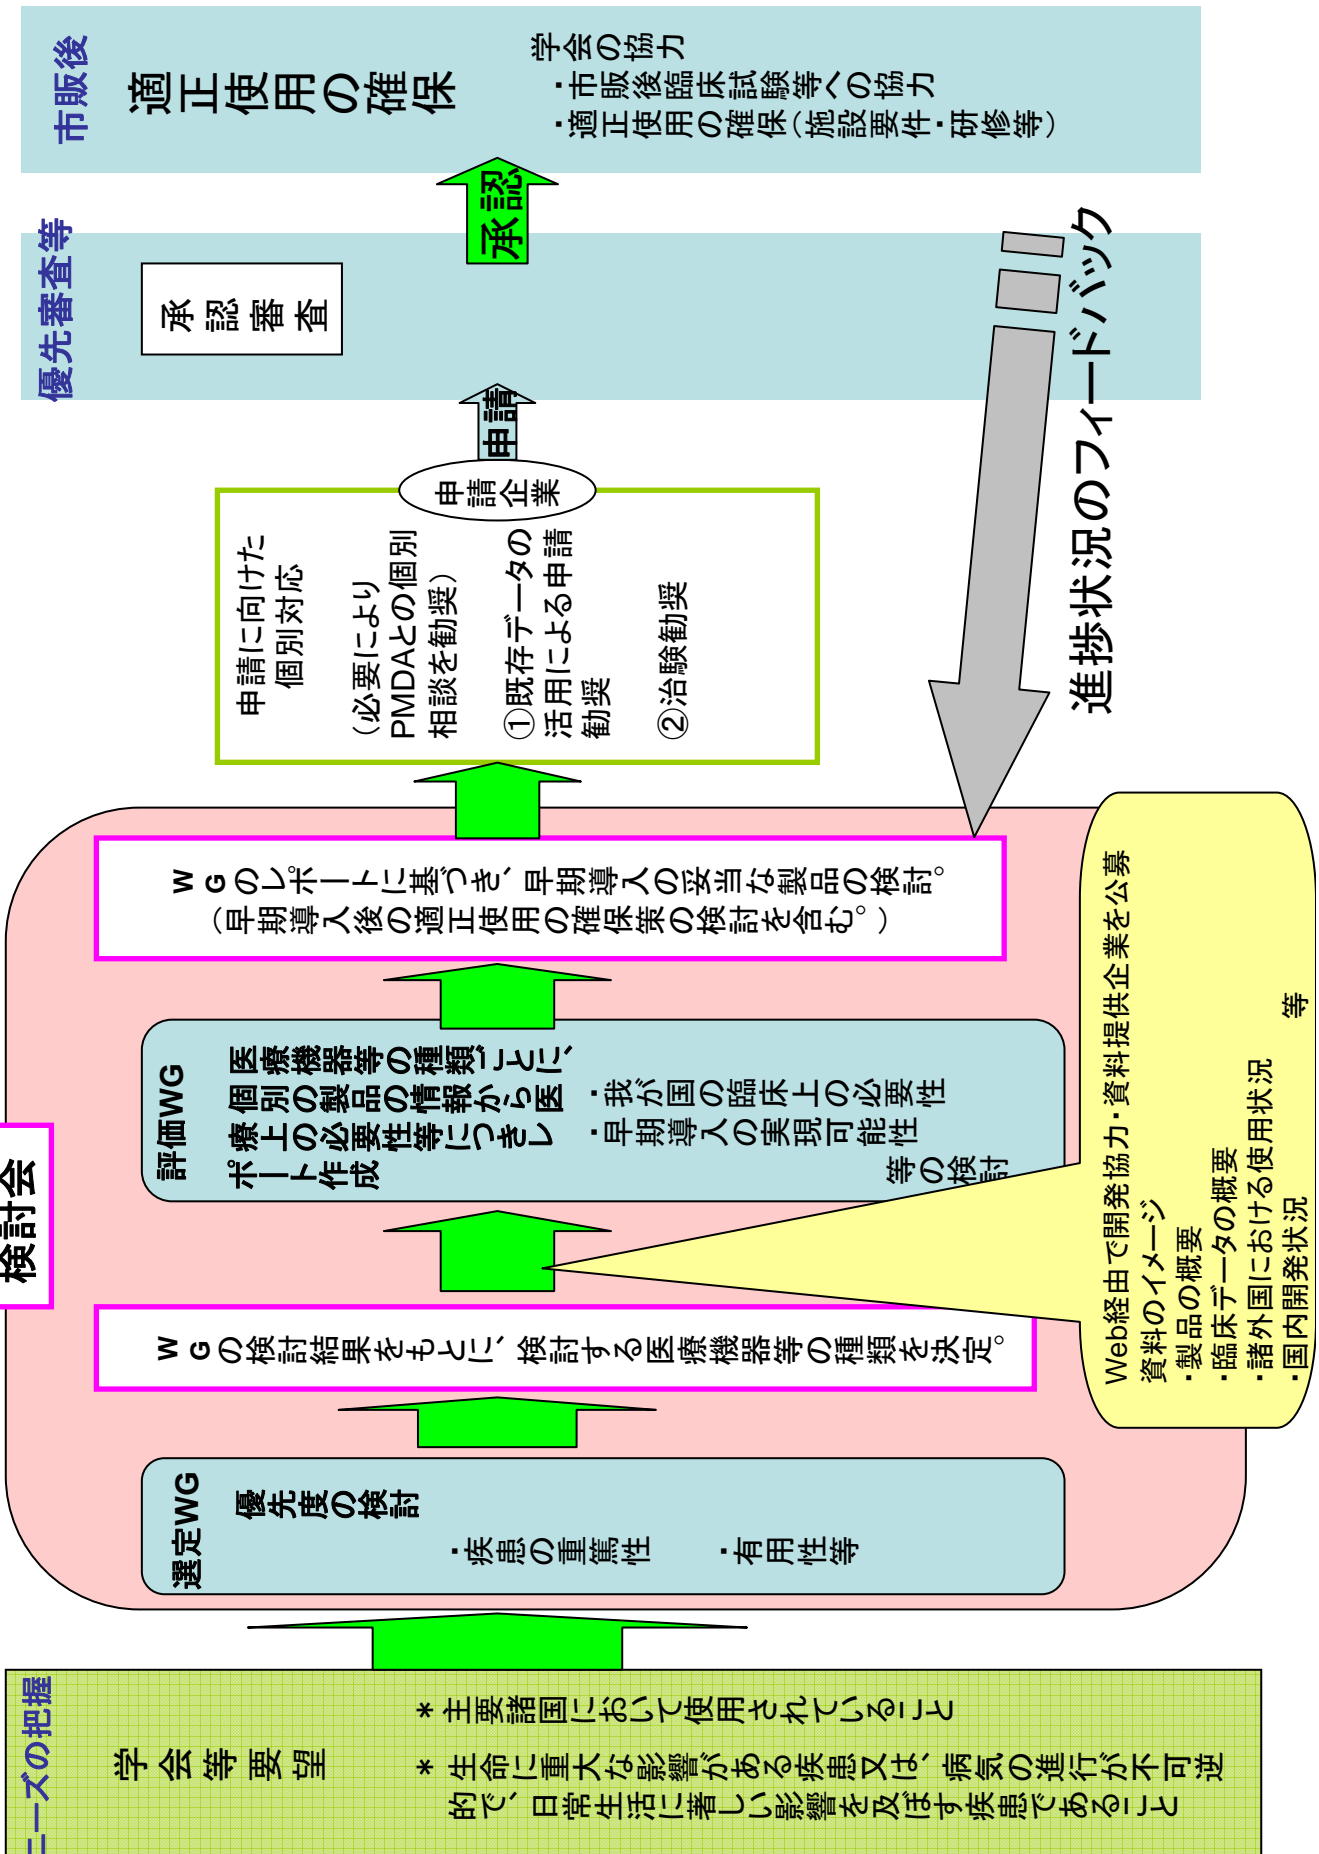 ニーズの把握
学会等要望
* 主要諸国において使用されていること
* 生命に重大な影響がある疾患又は、病気の進行が不可逆
的で、日常生活に著しい影響を及ぼす疾患であること
検討会
選定WG
優先度の検討
・疾患の重篤性
・有用性等
WGの検討結果をもとに、検討する医療機器等の種類を決定。
評価WG
医療機器等の種類ごとに、
個別の製品の情報から医
療上の必要性等につきレ
ポート作成
・我が国の臨床上の必要性
・早期導入の実現可能性
等の検討
WGのレポートに基づき、早期導入の妥当な製品の検討。
（早期導入後の適正使用の確保策の検討を含む。）
Web経由で開発協力・資料提供企業を公募
資料のイメージ
・製品の概要
・臨床データの概要
・諸外国における使用状況
・国内開発状況 等
申請に向けた
個別対応
（必要により
PMDAとの個別
相談を勧奨）
①既存データの
活用による申請
勧奨
②治験勧奨
申請企業
申請
進捗状況のフィードバック
優先審査等
承認審査
承認
市販後
適正使用の確保
学会の協力
・市販後臨床試験等への協力
・適正使用の確保（施設要件・研修等）